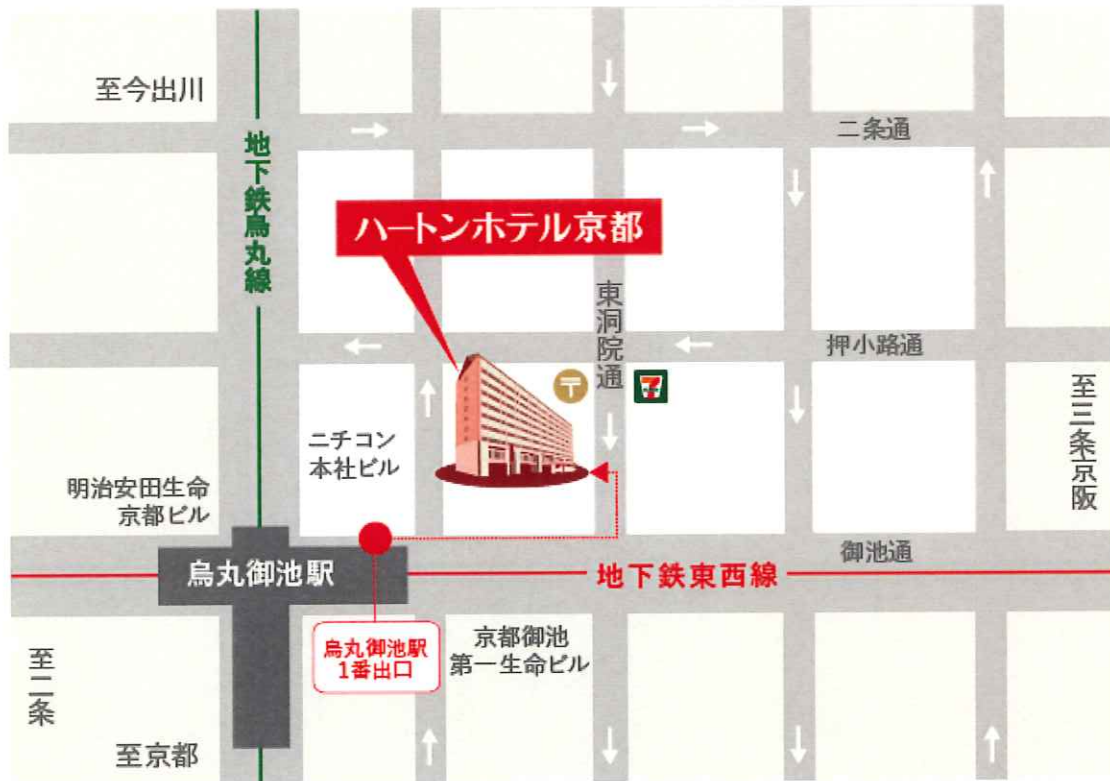 至今出川
二条通
地下鉄烏丸線
ハートンホテル京都
東洞院通
押小路通
〒
7
至三条京阪
ニチコン
本社ビル
明治安田生命
京都ビル
御池通
烏丸御池駅
地下鉄東西線
烏丸御池駅
1番出口
京都御池
第一生命ビル
至二条
至京都